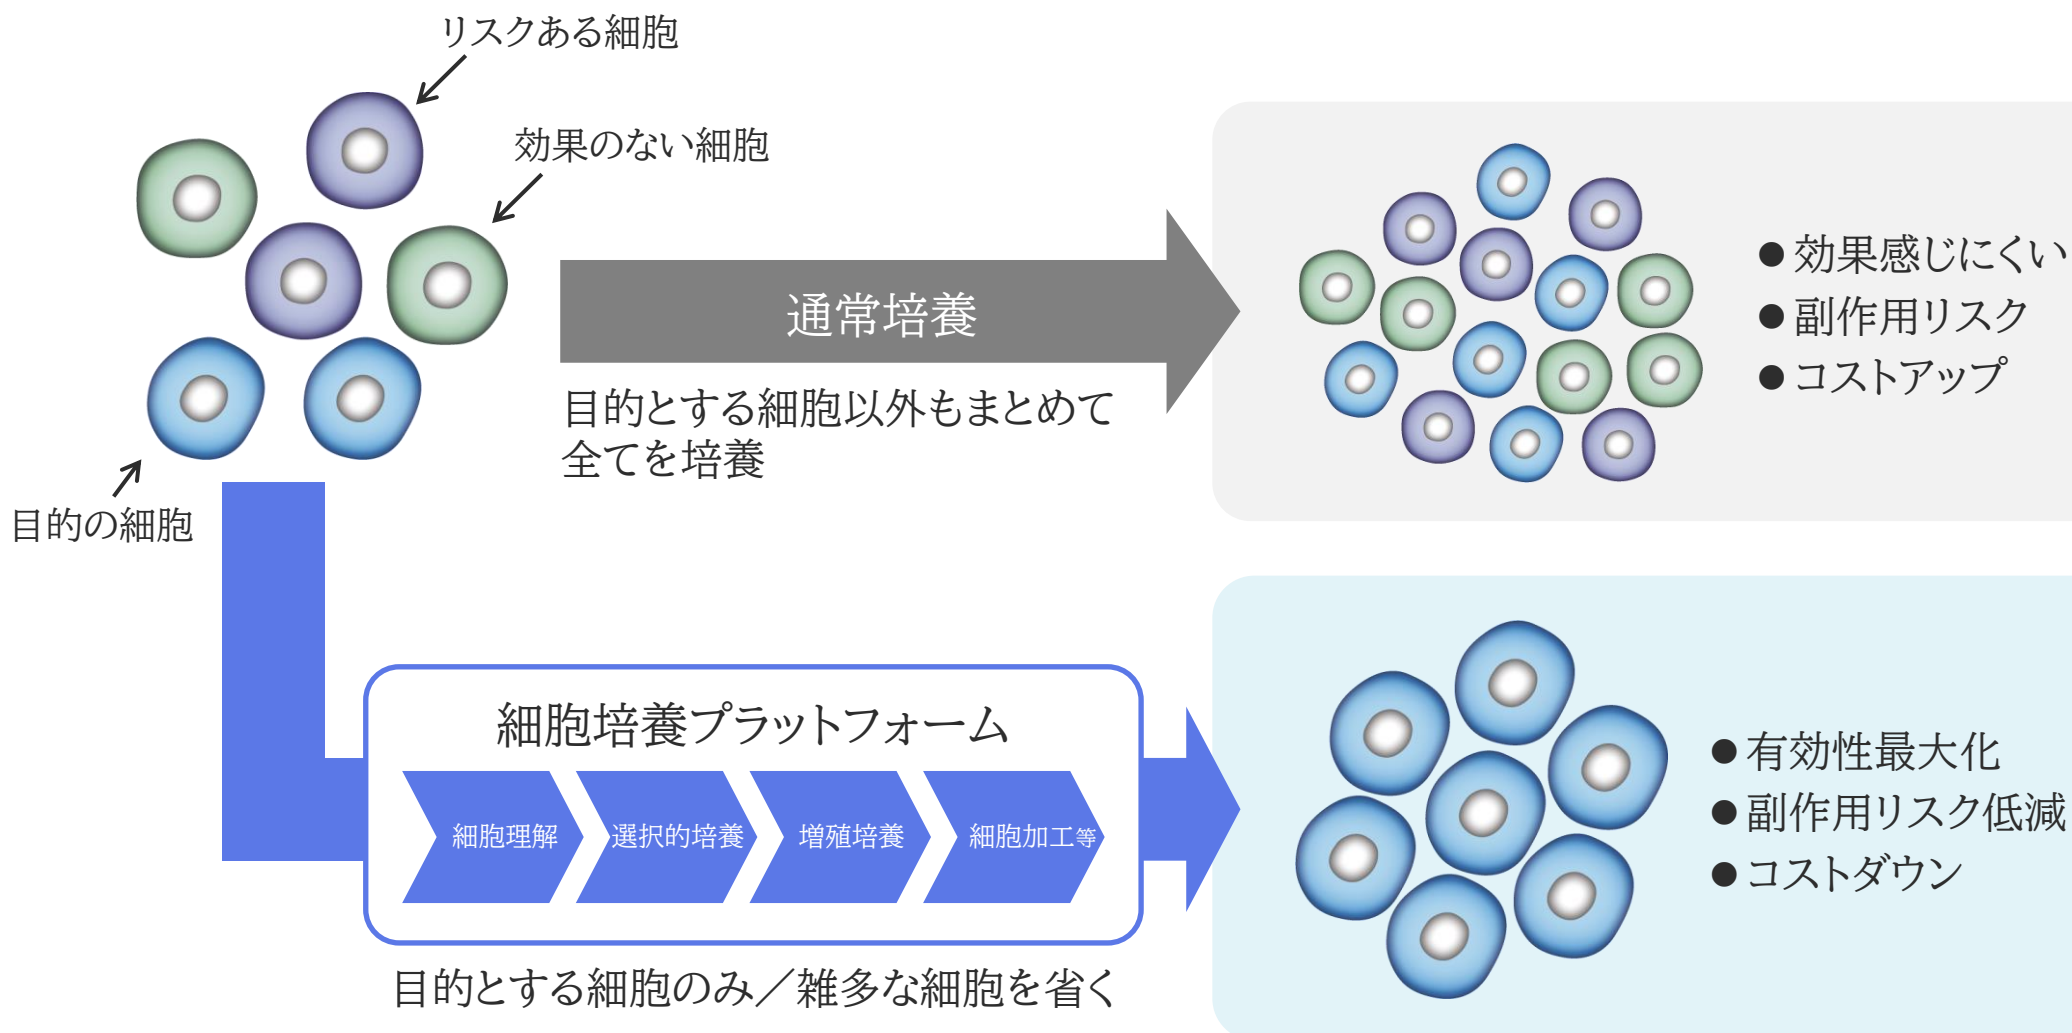 リスクある細胞
効果のない細胞
目的の細胞
通常培養
目的とする細胞以外もまとめて
全てを培養
● 効果感じにくい
● 副作用リスク
● コストアップ
細胞培養プラットフォーム
細胞理解
選択的培養
増殖培養
細胞加工等
目的とする細胞のみ／雑多な細胞を省く
● 有効性最大化
● 副作用リスク低減
● コストダウン